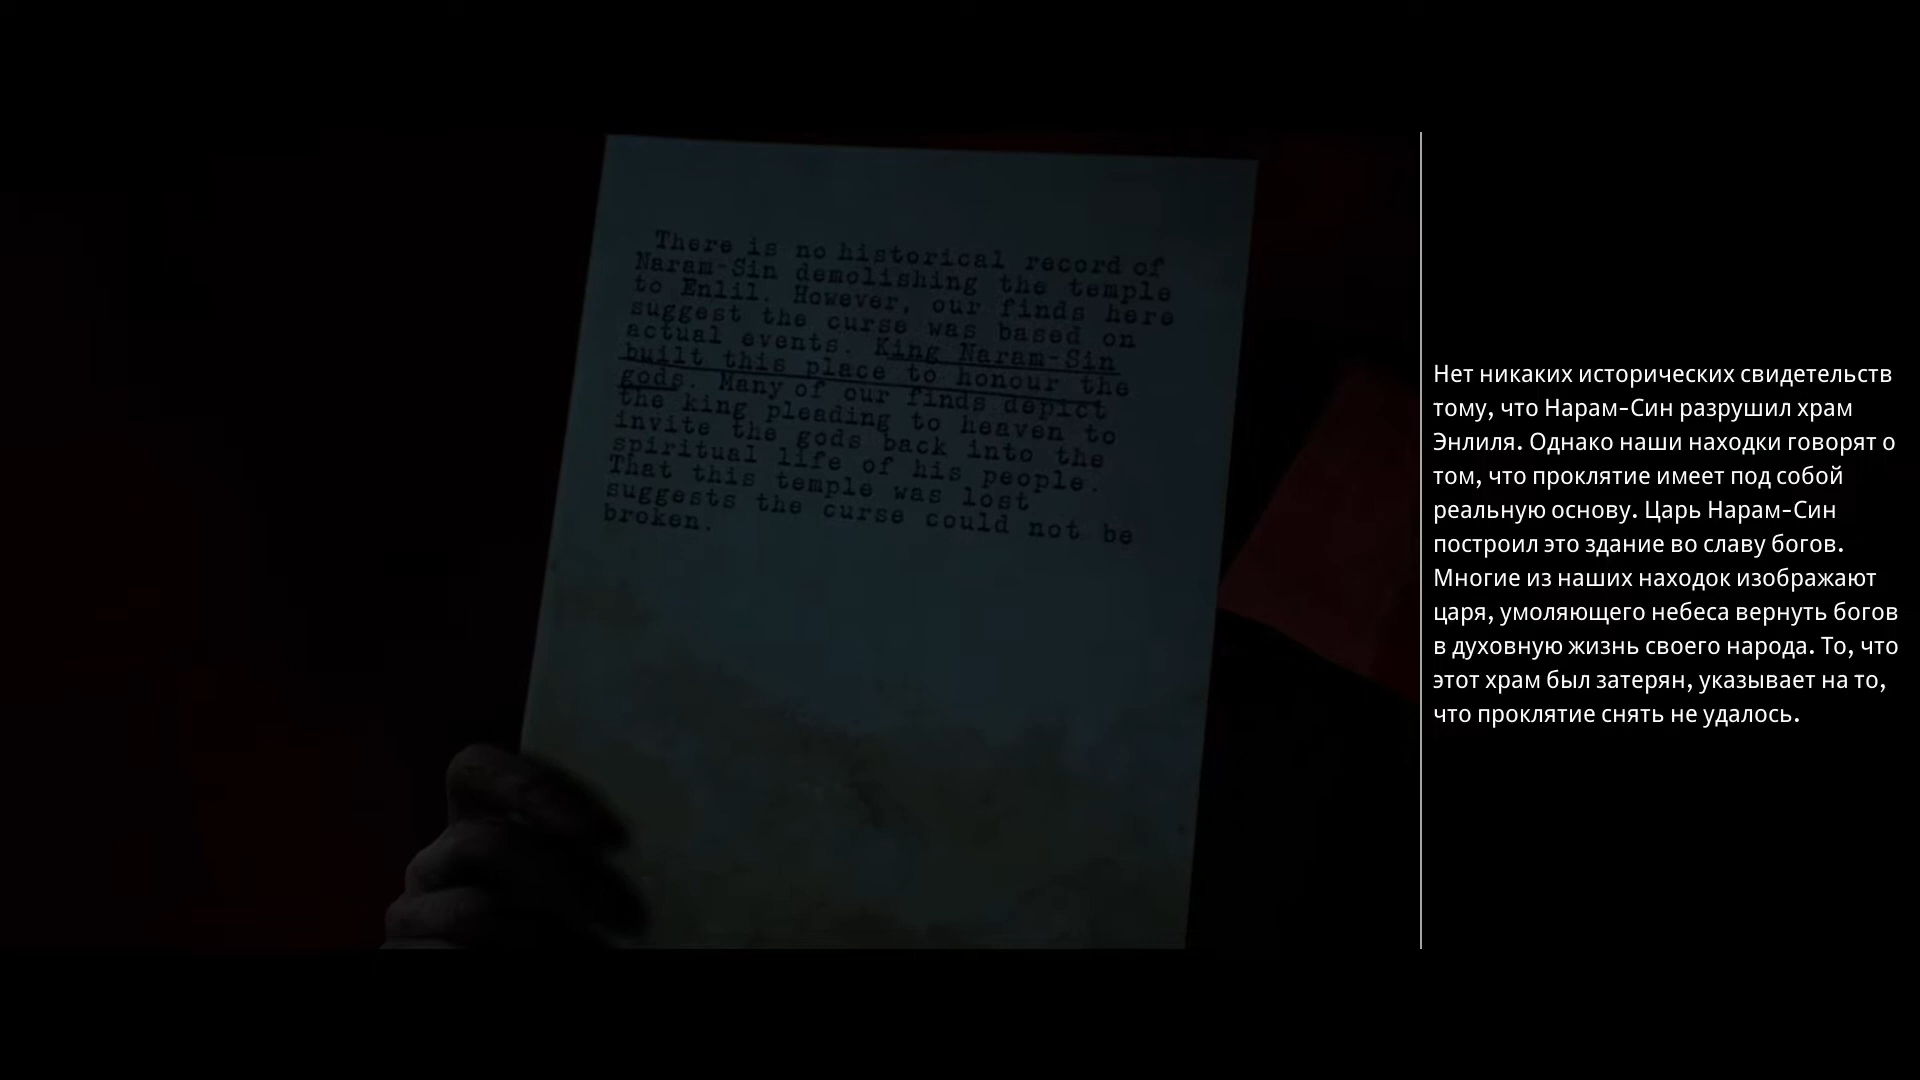 There is no historical record of
Naram-Sin demolishing the temple
to Enlil. However, our finds here
suggest the curse was based on
actual events. King Naram-Sin
built this place to honour the
gods. Many of our finds depict
the king pleading to heaven to
invite the gods back into the
spiritual life of his people.
That this temple was lost
suggests the curse could not be
broken.
Нет никаких исторических свидетельств
тому, что Нарам-Син разрушил храм
Энлиля. Однако наши находки говорят о
том, что проклятие имеет под собой
реальную основу. Царь Нарам-Син
построил это здание во славу богов.
Многие из наших находок изображают
царя, умоляющего небеса вернуть богов
в духовную жизнь своего народа. То, что
этот храм был затерян, указывает на то,
что проклятие снять не удалось.